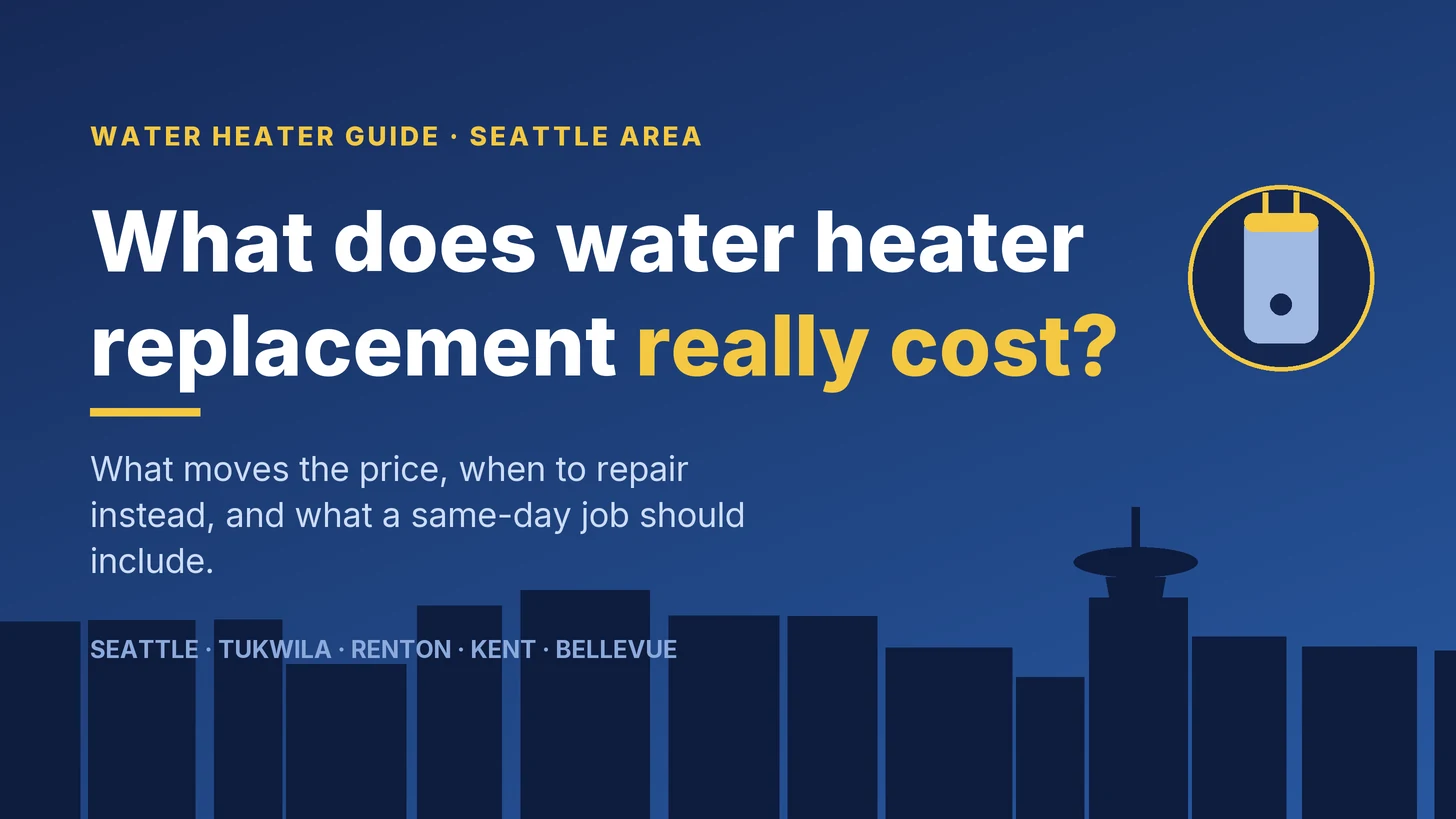 WATER HEATER GUIDE · SEATTLE AREA
What does water heater
replacement really cost?
What moves the price, when to repair
instead, and what a same-day job should
include.
SEATTLE · TUKWILA · RENTON · KENT · BELLEVUE